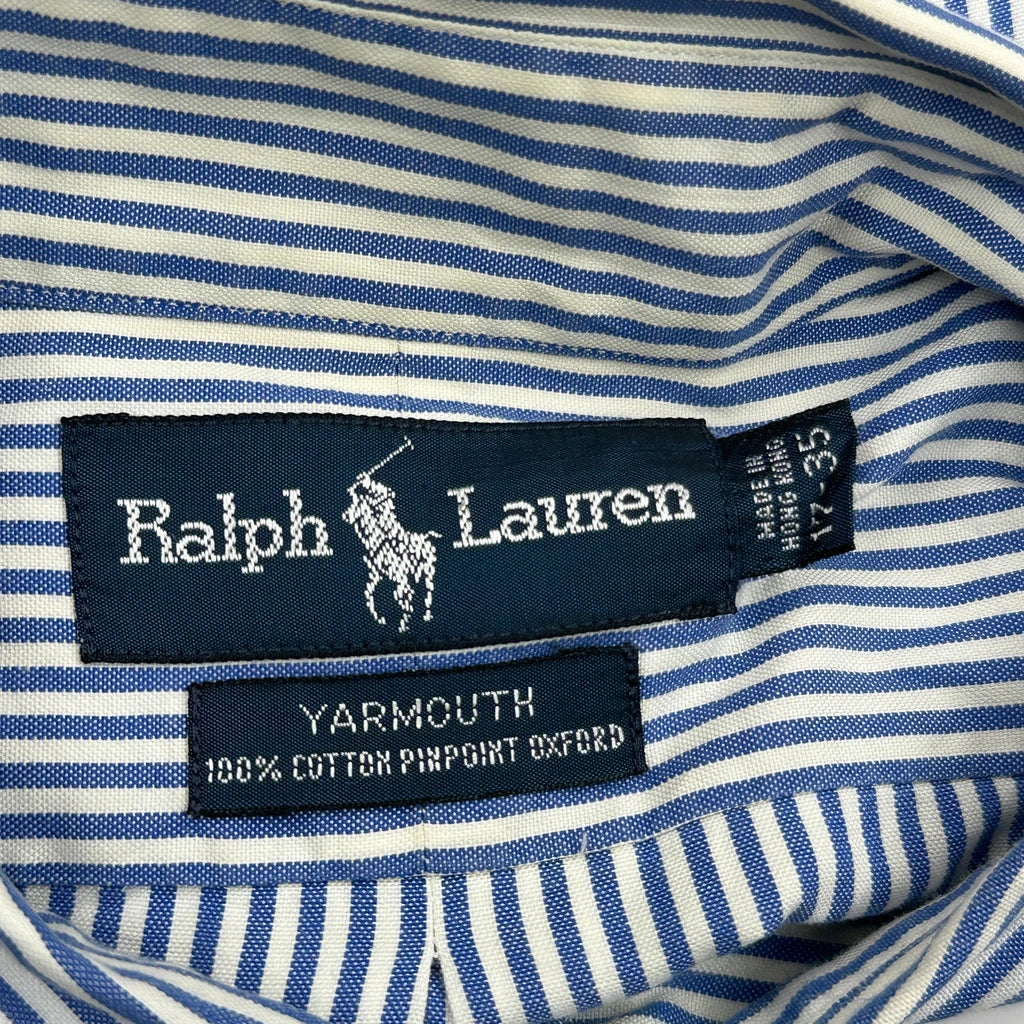 Ralph Lauren
MADE IN
HONG KONG
17-35
YARMOUTH
100% COTTON PINPOINT OXFORD